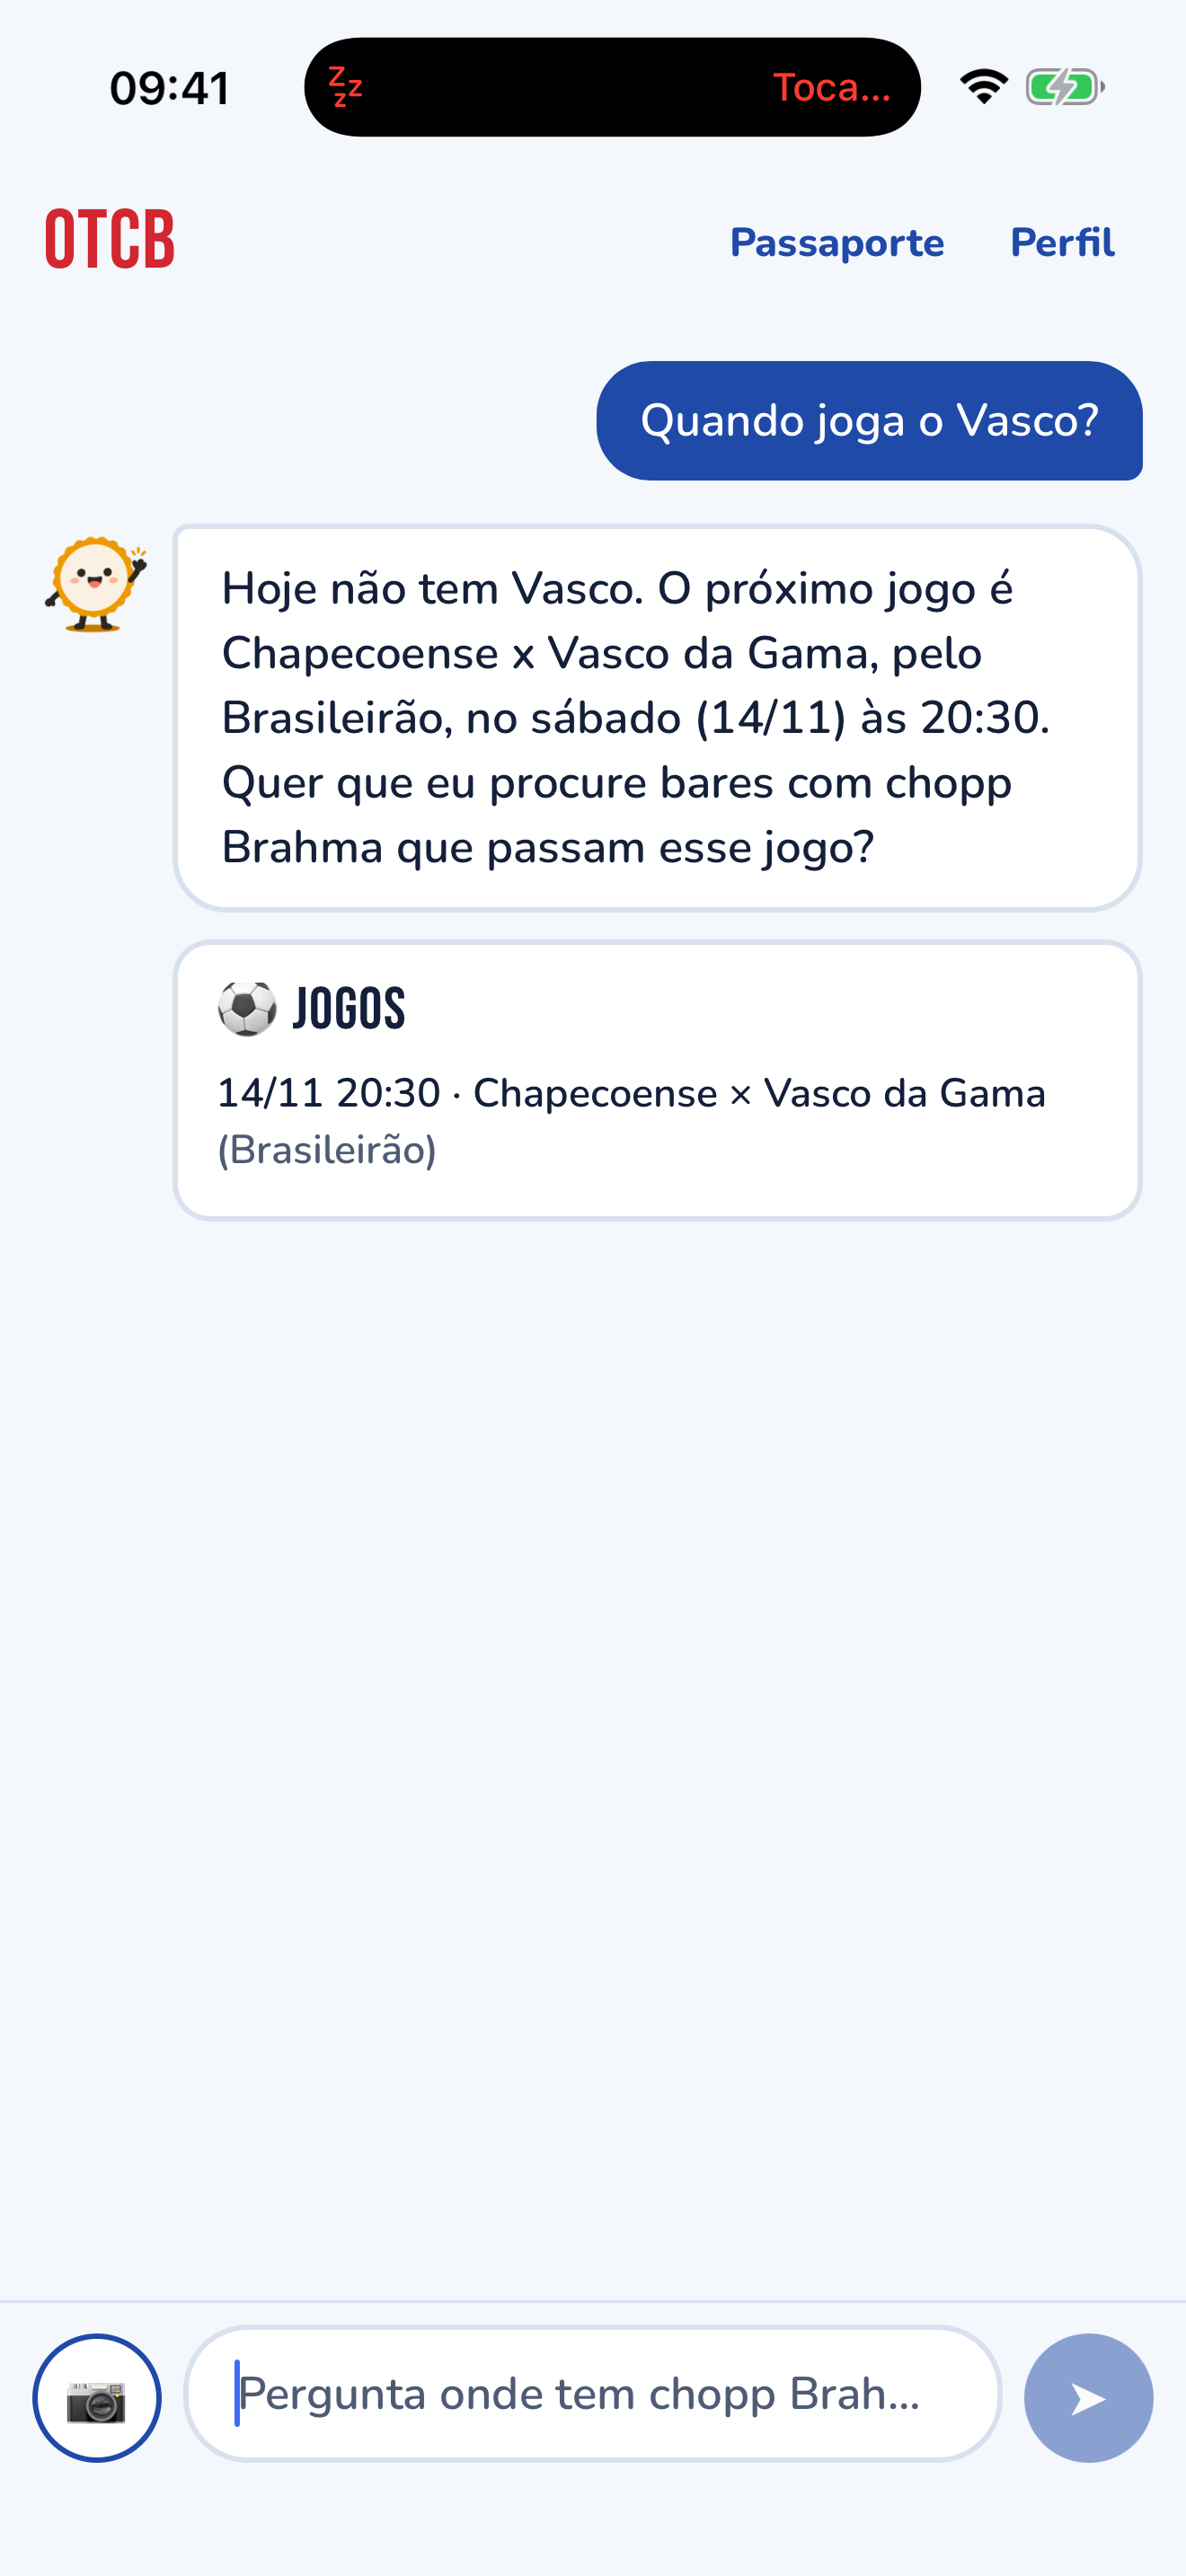 09:41
zzz
Toca...
OTCB
Passaporte
Perfil
Quando joga o Vasco?
Hoje não tem Vasco. O próximo jogo é
Chapecoense x Vasco da Gama, pelo
Brasileirão, no sábado (14/11) às 20:30.
Quer que eu procure bares com chopp
Brahma que passam esse jogo?
JOGOS
14/11 20:30 · Chapecoense × Vasco da Gama
(Brasileirão)
Pergunta onde tem chopp Brah...